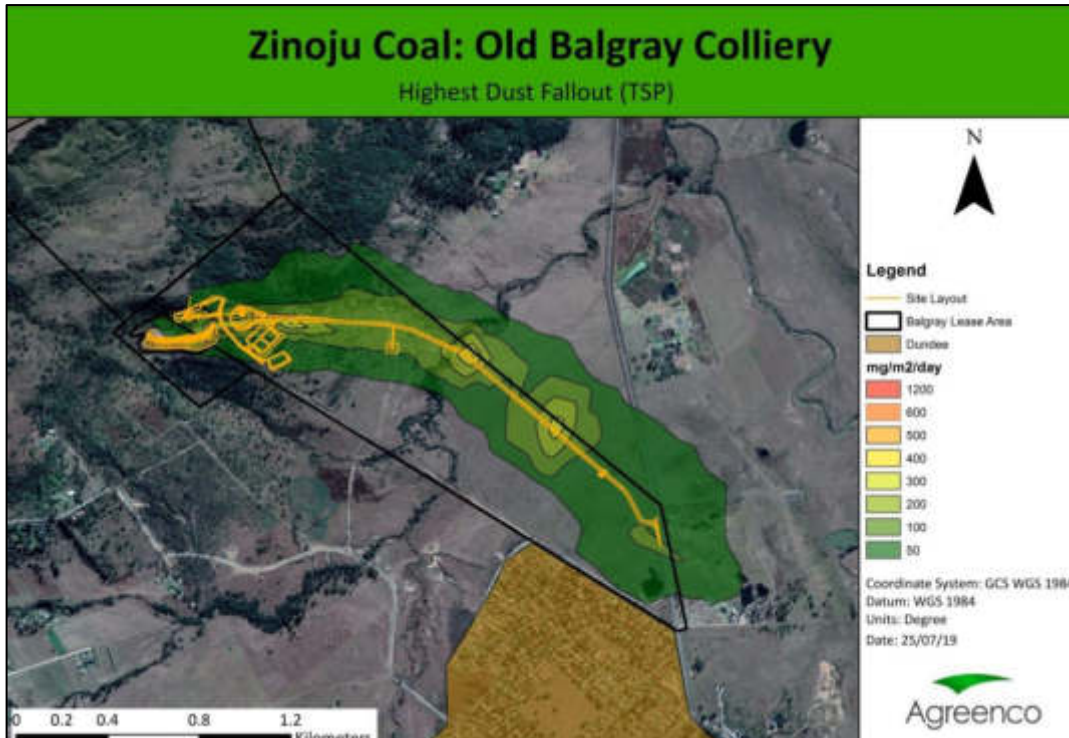 Zinoju Coal: Old Balgray Colliery
Highest Dust Fallout (TSP)
N
Legend
Site Layout
Balgray Lease Area
Dundee
mg/m2/day
1200
600
500
400
300
200
100
50
Coordinate System: GCS WGS 1984
Datum: WGS 1984
Units: Degree
Date: 25/07/19
Agreenco
0 0.2 0.4 0.8 1.2
Kilometers